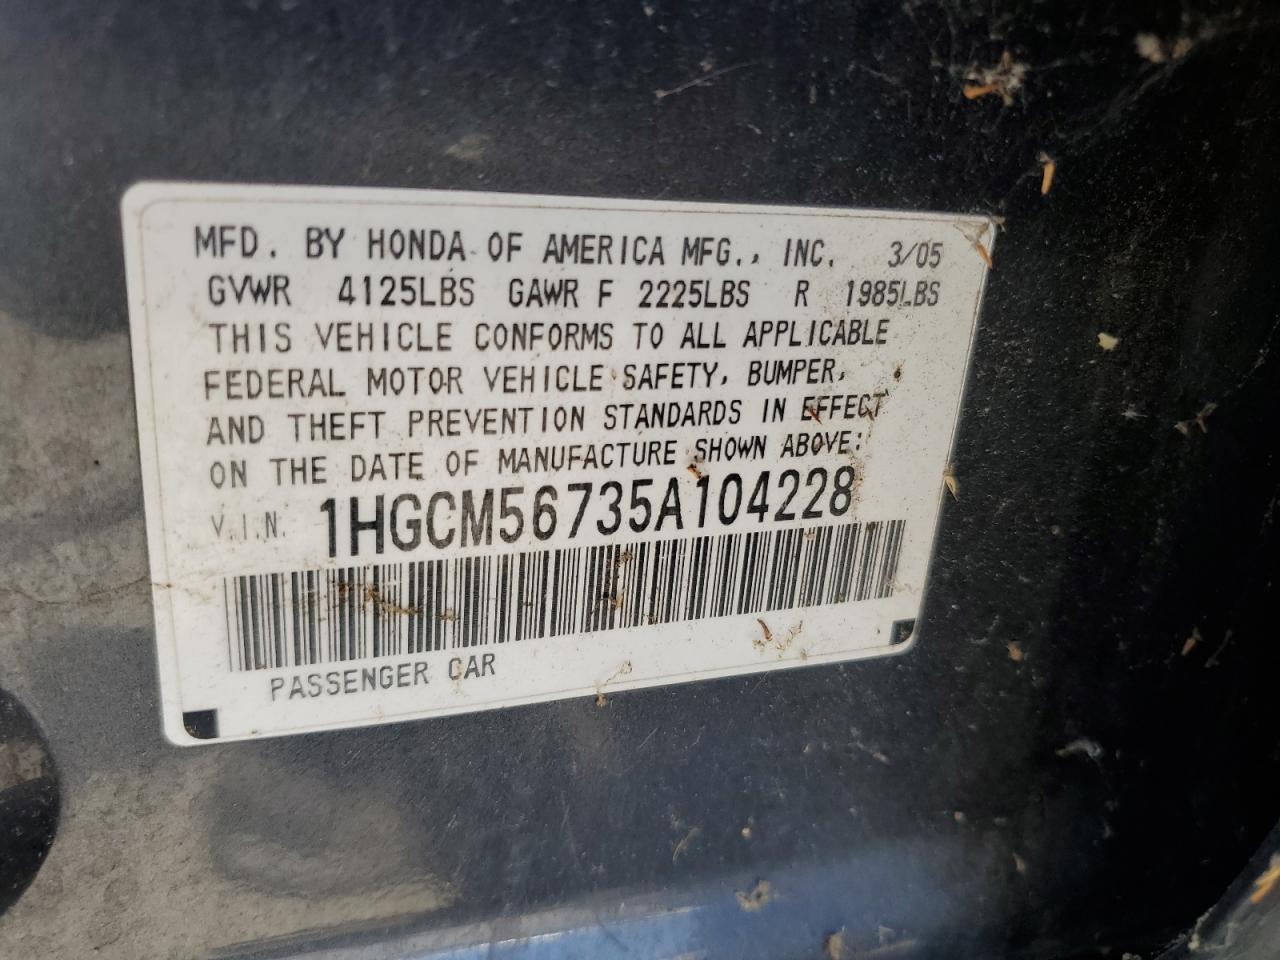 MFD. BY HONDA OF AMERICA MFG., INC. 3/05
GVWR 4125LBS GAWR F 2225LBS R 1985LBS
THIS VEHICLE CONFORMS TO ALL APPLICABLE
FEDERAL MOTOR VEHICLE SAFETY, BUMPER,
AND THEFT PREVENTION STANDARDS IN EFFECT
ON THE DATE OF MANUFACTURE SHOWN ABOVE:
V.I.N. 1HGCM56735A104228
PASSENGER CAR